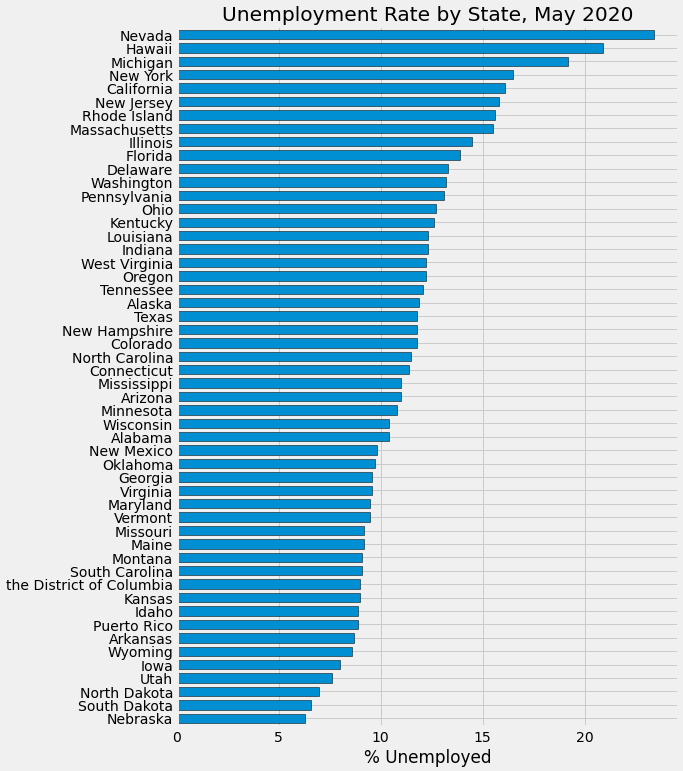 Unemployment Rate by State, May 2020
Nevada
Hawaii
Michigan
New York
California
New Jersey
Rhode Island
Massachusetts
Illinois
Florida
Delaware
Washington
Pennsylvania
Ohio
Kentucky
Louisiana
Indiana
West Virginia
Oregon
Tennessee
Alaska
Texas
New Hampshire
Colorado
North Carolina
Connecticut
Mississippi
Arizona
Minnesota
Wisconsin
Alabama
New Mexico
Oklahoma
Georgia
Virginia
Maryland
Vermont
Missouri
Maine
Montana
South Carolina
the District of Columbia
Kansas
Idaho
Puerto Rico
Arkansas
Wyoming
Iowa
Utah
North Dakota
South Dakota
Nebraska
0 5 10 15 20
% Unemployed